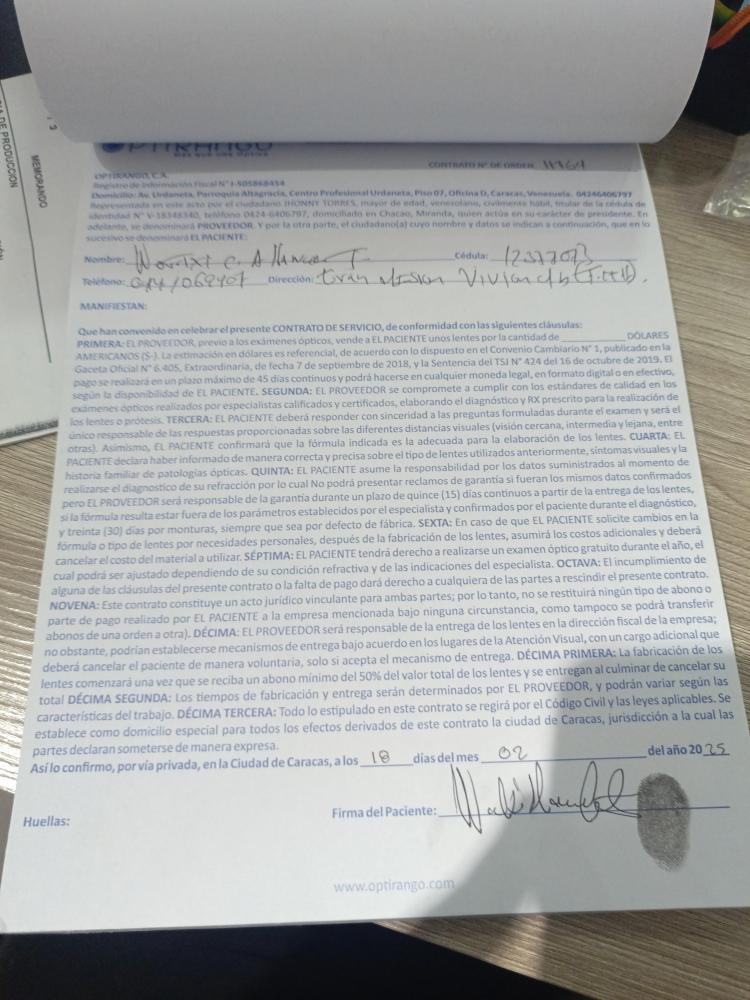 DIA DE PRODUCCION
MEMORANDO
OPTIRANGO
Más que una óptica
CONTRATO N° DE ORDEN
OPTIRANGO, C.A.
Registro de Información Fiscal N° J-505868454
Domicilio: Av. Urdaneta, Parroquia Altagracia, Centro Profesional Urdaneta, Piso 07, Oficina D, Caracas, Venezuela. 04246406797
Representada en este acto por el ciudadano JHONNY TORRES, mayor de edad, venezolano, civilmente hábil, titular de la cédula de
identidad N° V-18348340, teléfono 0424-6406797, domiciliado en Chacao, Miranda, quien actúa en su carácter de presidente. En
adelante, se denominará PROVEEDOR. Y por la otra parte, el ciudadano(a) cuyo nombre y datos se indican a continuación, que en lo
sucesivo se denominará EL PACIENTE:
Nombre: Cédula:
Teléfono: Dirección: Gran Mision Vivienda
MANIFIESTAN:
Que han convenido en celebrar el presente CONTRATO DE SERVICIO, de conformidad con las siguientes cláusulas:
PRIMERA: EL PROVEEDOR, previo a los exámenes ópticos, vende a EL PACIENTE unos lentes por la cantidad de DÓLARES
AMERICANOS ($-). La estimación en dólares es referencial, de acuerdo con lo dispuesto en el Convenio Cambiario N° 1, publicado en la
Gaceta Oficial N° 6.405, Extraordinaria, de fecha 7 de septiembre de 2018, y la Sentencia del TSJ N° 424 del 16 de octubre de 2019. El
pago se realizará en un plazo máximo de 45 días continuos y podrá hacerse en cualquier moneda legal, en formato digital o en efectivo,
según la disponibilidad de EL PACIENTE. SEGUNDA: EL PROVEEDOR se compromete a cumplir con los estándares de calidad en los
exámenes ópticos realizados por especialistas calificados y certificados, elaborando el diagnóstico y RX prescrito para la realización de
los lentes o prótesis. TERCERA: EL PACIENTE deberá responder con sinceridad a las preguntas formuladas durante el examen y será el
único responsable de las respuestas proporcionadas sobre las diferentes distancias visuales (visión cercana, intermedia y lejana, entre
otras). Asimismo, EL PACIENTE confirmará que la fórmula indicada es la adecuada para la elaboración de los lentes. CUARTA: EL
PACIENTE declara haber informado de manera correcta y precisa sobre el tipo de lentes utilizados anteriormente, síntomas visuales y la
historia familiar de patologías ópticas. QUINTA: EL PACIENTE asume la responsabilidad por los datos suministrados al momento de
realizarse el diagnostico de su refracción por lo cual No podrá presentar reclamos de garantía si fueran los mismos datos confirmados
pero EL PROVEEDOR será responsable de la garantía durante un plazo de quince (15) días continuos a partir de la entrega de los lentes,
si la fórmula resulta estar fuera de los parámetros establecidos por el especialista y confirmados por el paciente durante el diagnóstico,
y treinta (30) días por monturas, siempre que sea por defecto de fábrica. SEXTA: En caso de que EL PACIENTE solicite cambios en la
fórmula o tipo de lentes por necesidades personales, después de la fabricación de los lentes, asumirá los costos adicionales y deberá
cancelar el costo del material a utilizar. SÉPTIMA: EL PACIENTE tendrá derecho a realizarse un examen óptico gratuito durante el año, el
cual podrá ser ajustado dependiendo de su condición refractiva y de las indicaciones del especialista. OCTAVA: El incumplimiento de
alguna de las cláusulas del presente contrato o la falta de pago dará derecho a cualquiera de las partes a rescindir el presente contrato.
NOVENA: Este contrato constituye un acto jurídico vinculante para ambas partes; por lo tanto, no se restituirá ningún tipo de abono o
parte de pago realizado por EL PACIENTE a la empresa mencionada bajo ninguna circunstancia, como tampoco se podrá transferir
abonos de una orden a otra). DÉCIMA: EL PROVEEDOR será responsable de la entrega de los lentes en la dirección fiscal de la empresa;
no obstante, podrían establecerse mecanismos de entrega bajo acuerdo en los lugares de la Atención Visual, con un cargo adicional que
deberá cancelar el paciente de manera voluntaria, solo si acepta el mecanismo de entrega. DÉCIMA PRIMERA: La fabricación de los
lentes comenzará una vez que se reciba un abono mínimo del 50% del valor total de los lentes y se entregan al culminar de cancelar su
total DÉCIMA SEGUNDA: Los tiempos de fabricación y entrega serán determinados por EL PROVEEDOR, y podrán variar según las
características del trabajo. DÉCIMA TERCERA: Todo lo estipulado en este contrato se regirá por el Código Civil y las leyes aplicables. Se
establece como domicilio especial para todos los efectos derivados de este contrato la ciudad de Caracas, jurisdicción a la cual las
partes declaran someterse de manera expresa.
Así lo confirmo, por vía privada, en la Ciudad de Caracas, a los 18 días del mes 02 del año 2025
Firma del Paciente:
Huellas:
www.optirango.com